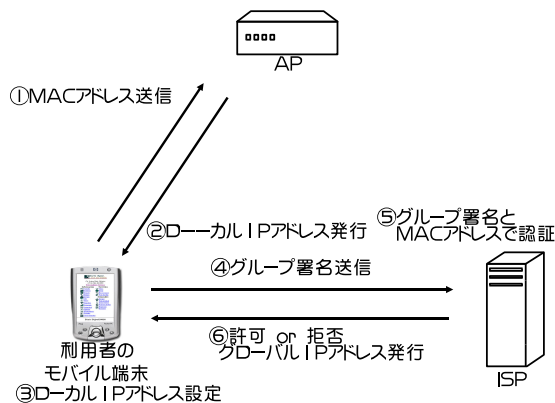 AP
①MACアドレス送信
②ローーカルIPアドレス発行
⑤グループ署名と
MACアドレスで認証
④グループ署名送信
⑥許可 or 拒否
グローバルIPアドレス発行
利用者の
モバイル端末
③ローカルIPアドレス設定
ISP